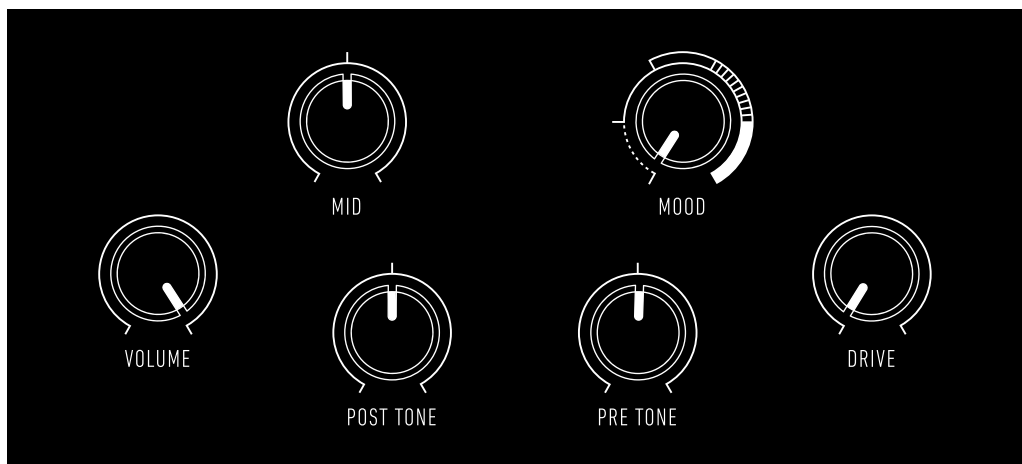 MID
MOOD
VOLUME
POST TONE
PRE TONE
DRIVE